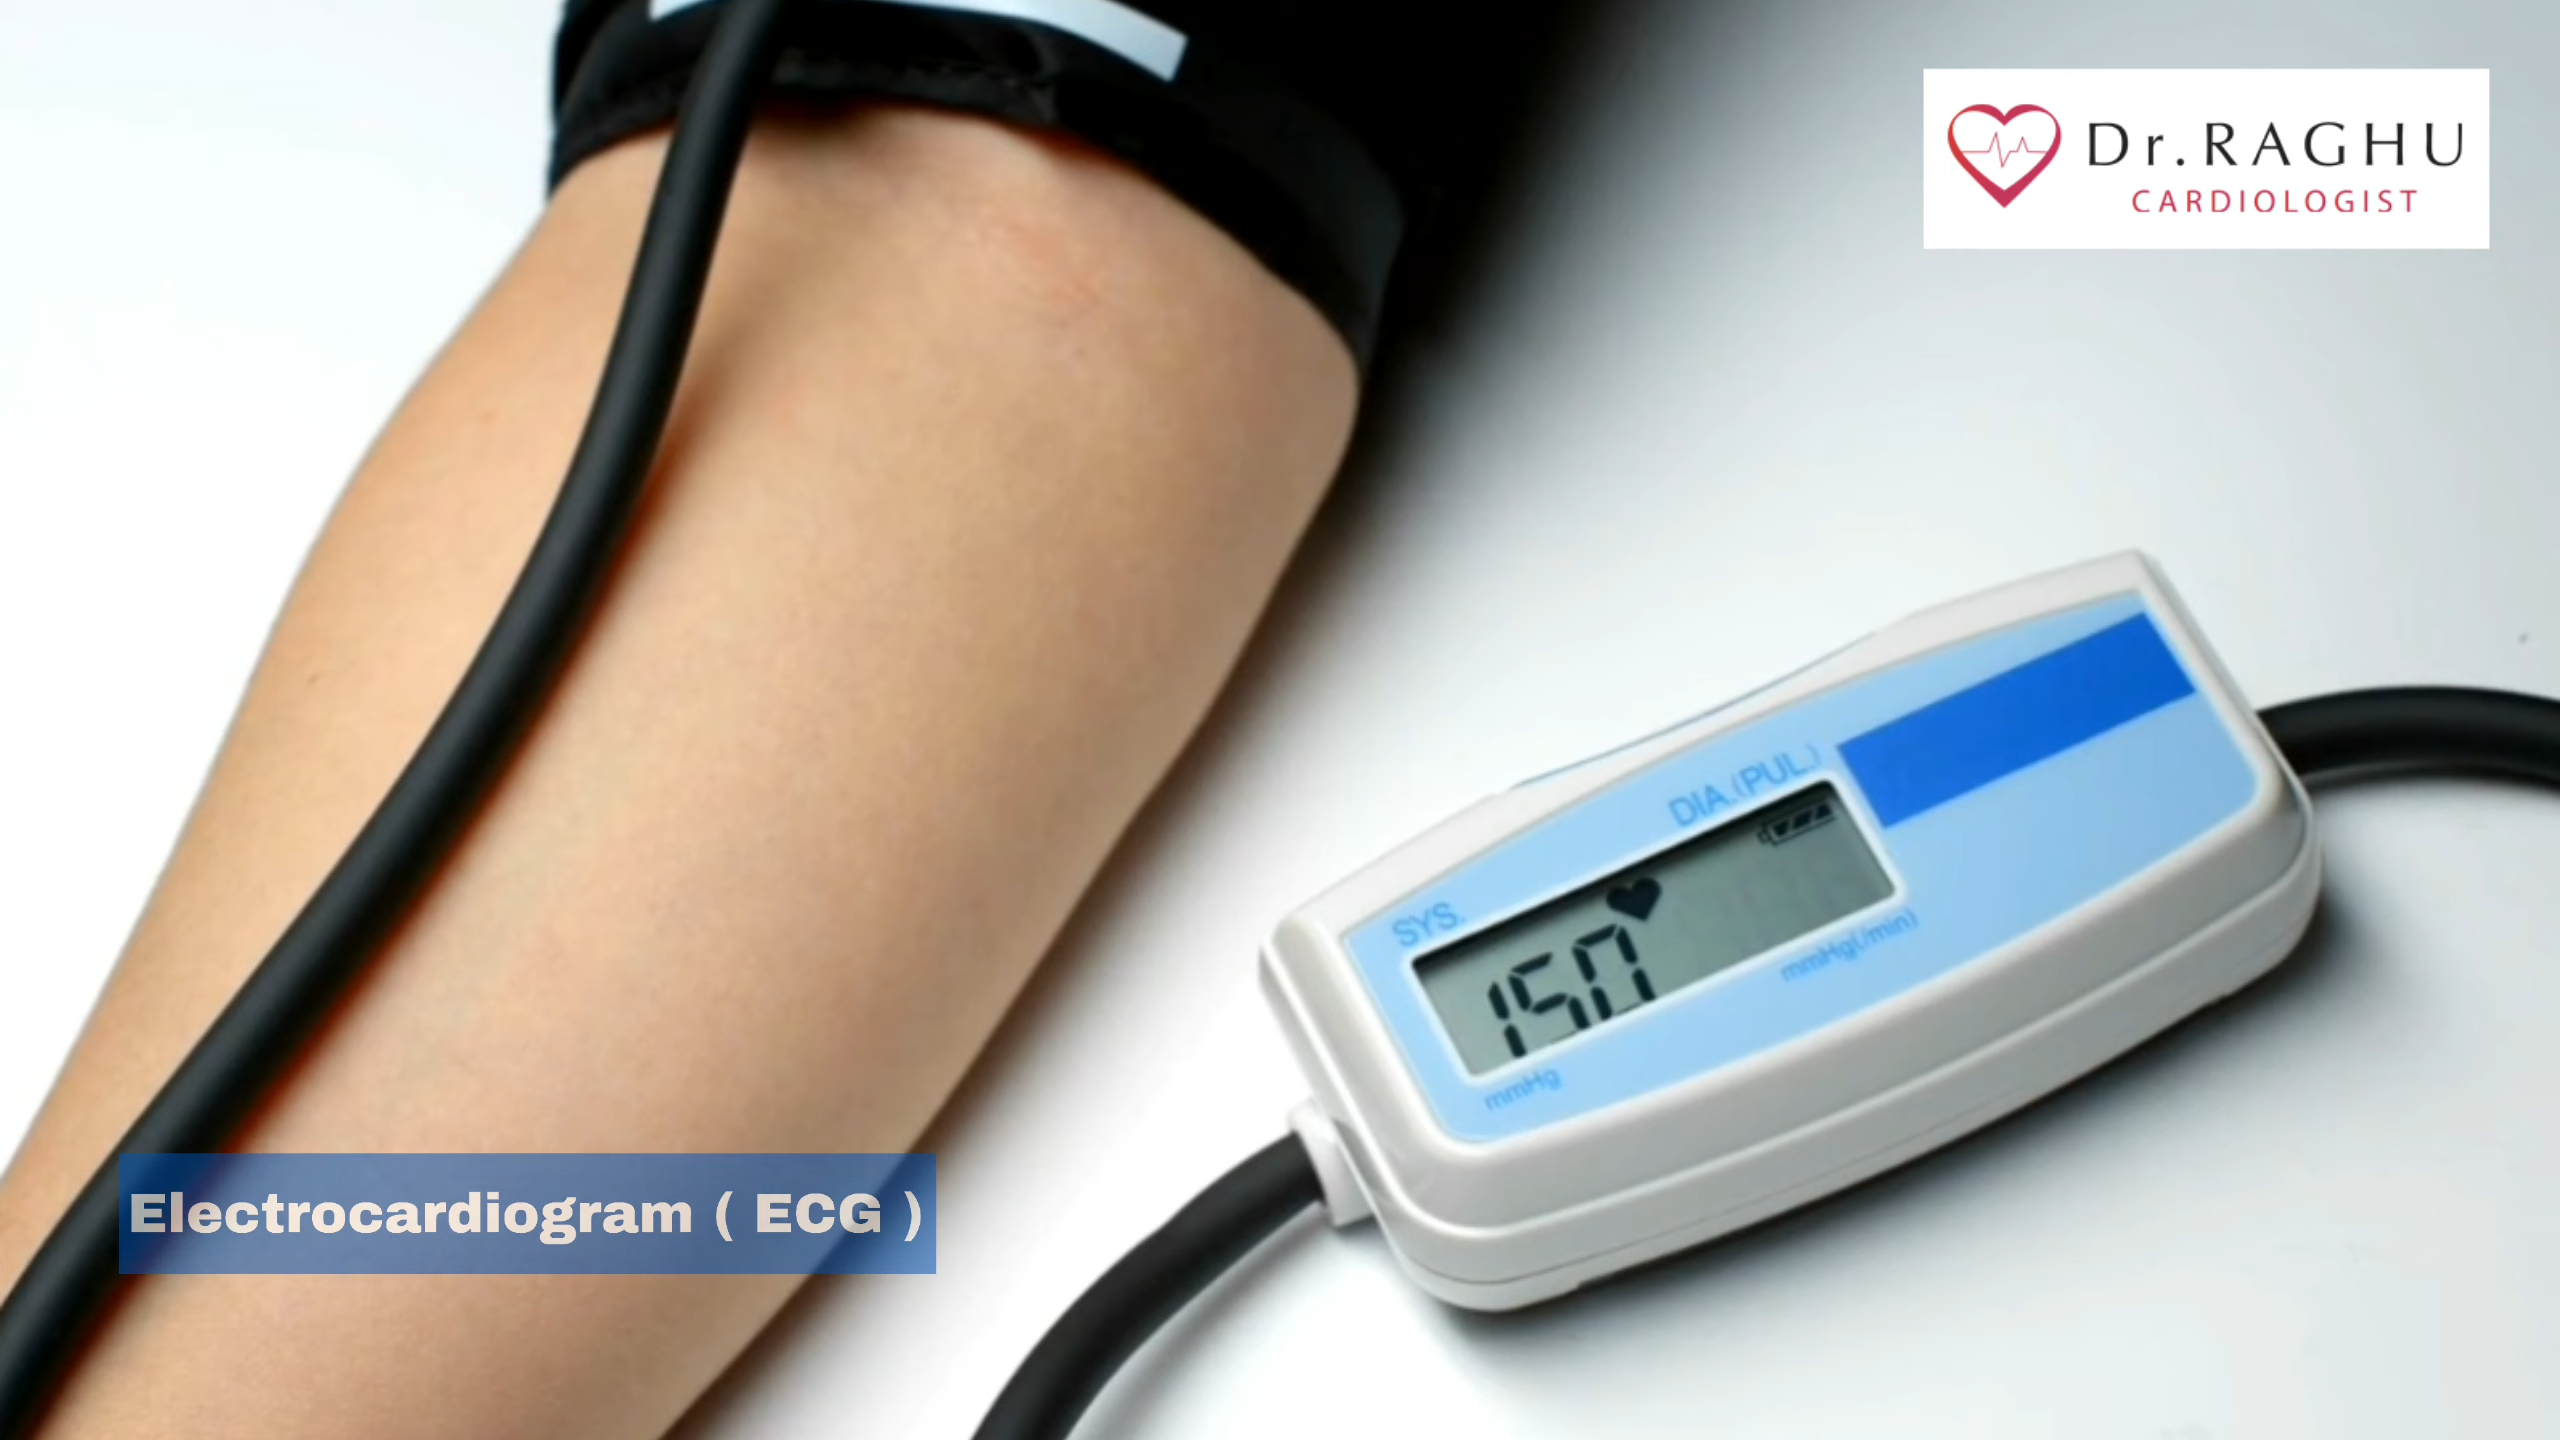 Dr.RAGHU
CARDIOLOGIST
DIA.(PUL.)
SYS.
150
mmHg(/min)
mmHg
Electrocardiogram ( ECG )